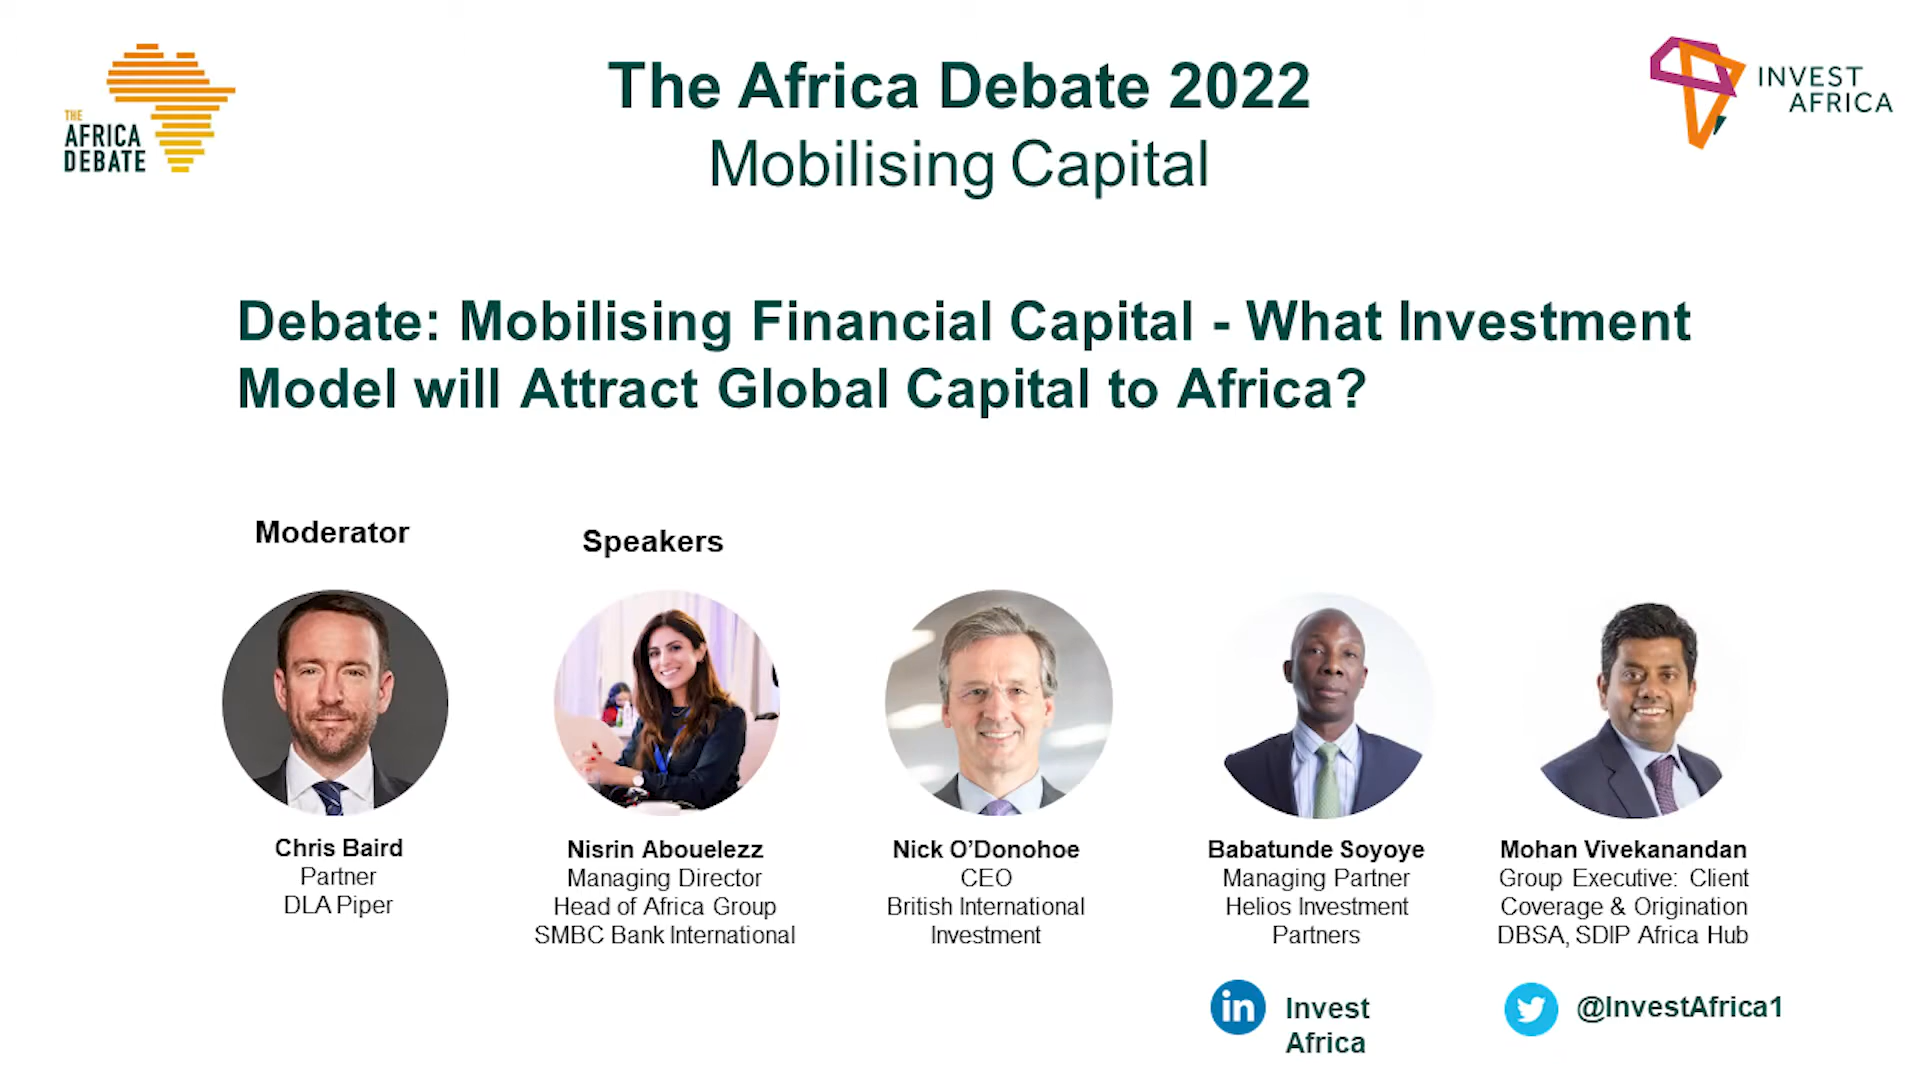 THE
AFRICA
DEBATE
The Africa Debate 2022
Mobilising Capital
INVEST
AFRICA
Debate: Mobilising Financial Capital - What Investment
Model will Attract Global Capital to Africa?
Moderator
Speakers
Chris Baird
Partner
DLA Piper
Nisrin Abouelezz
Managing Director
Head of Africa Group
SMBC Bank International
Nick O’Donohoe
CEO
British International
Investment
Babatunde Soyoye
Managing Partner
Helios Investment
Partners
Mohan Vivekanandan
Group Executive: Client
Coverage & Origination
DBSA, SDIP Africa Hub
in
Invest
Africa
@InvestAfrica1